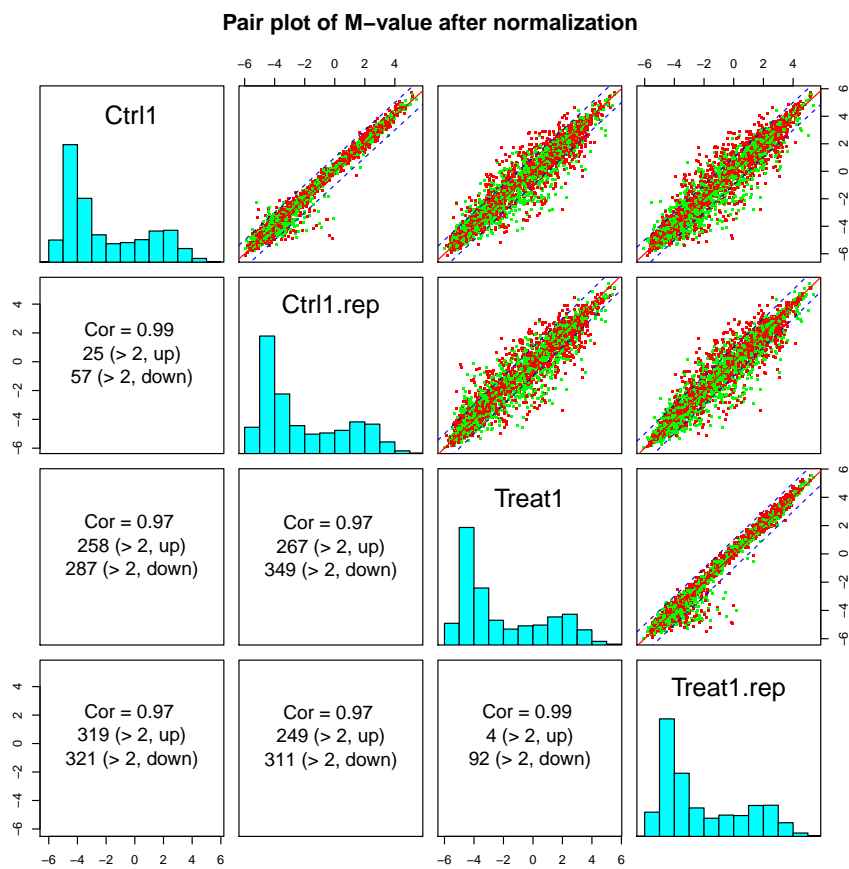 Pair plot of M−value after normalization
−6 −4 −2 0 2 4
−6 −4 −2 0 2 4
Ctrl1
−6 −4 −2 0 2 4 6
Ctrl1.rep
−6 −4 −2 0 2 4
Cor = 0.99
25 (> 2, up)
57 (> 2, down)
Treat1
−6 −4 −2 0 2 4 6
Cor = 0.97
258 (> 2, up)
287 (> 2, down)
Cor = 0.97
267 (> 2, up)
349 (> 2, down)
Treat1.rep
−6 −4 −2 0 2 4
Cor = 0.97
319 (> 2, up)
321 (> 2, down)
Cor = 0.97
249 (> 2, up)
311 (> 2, down)
Cor = 0.99
4 (> 2, up)
92 (> 2, down)
−6 −4 −2 0 2 4 6
−6 −4 −2 0 2 4 6